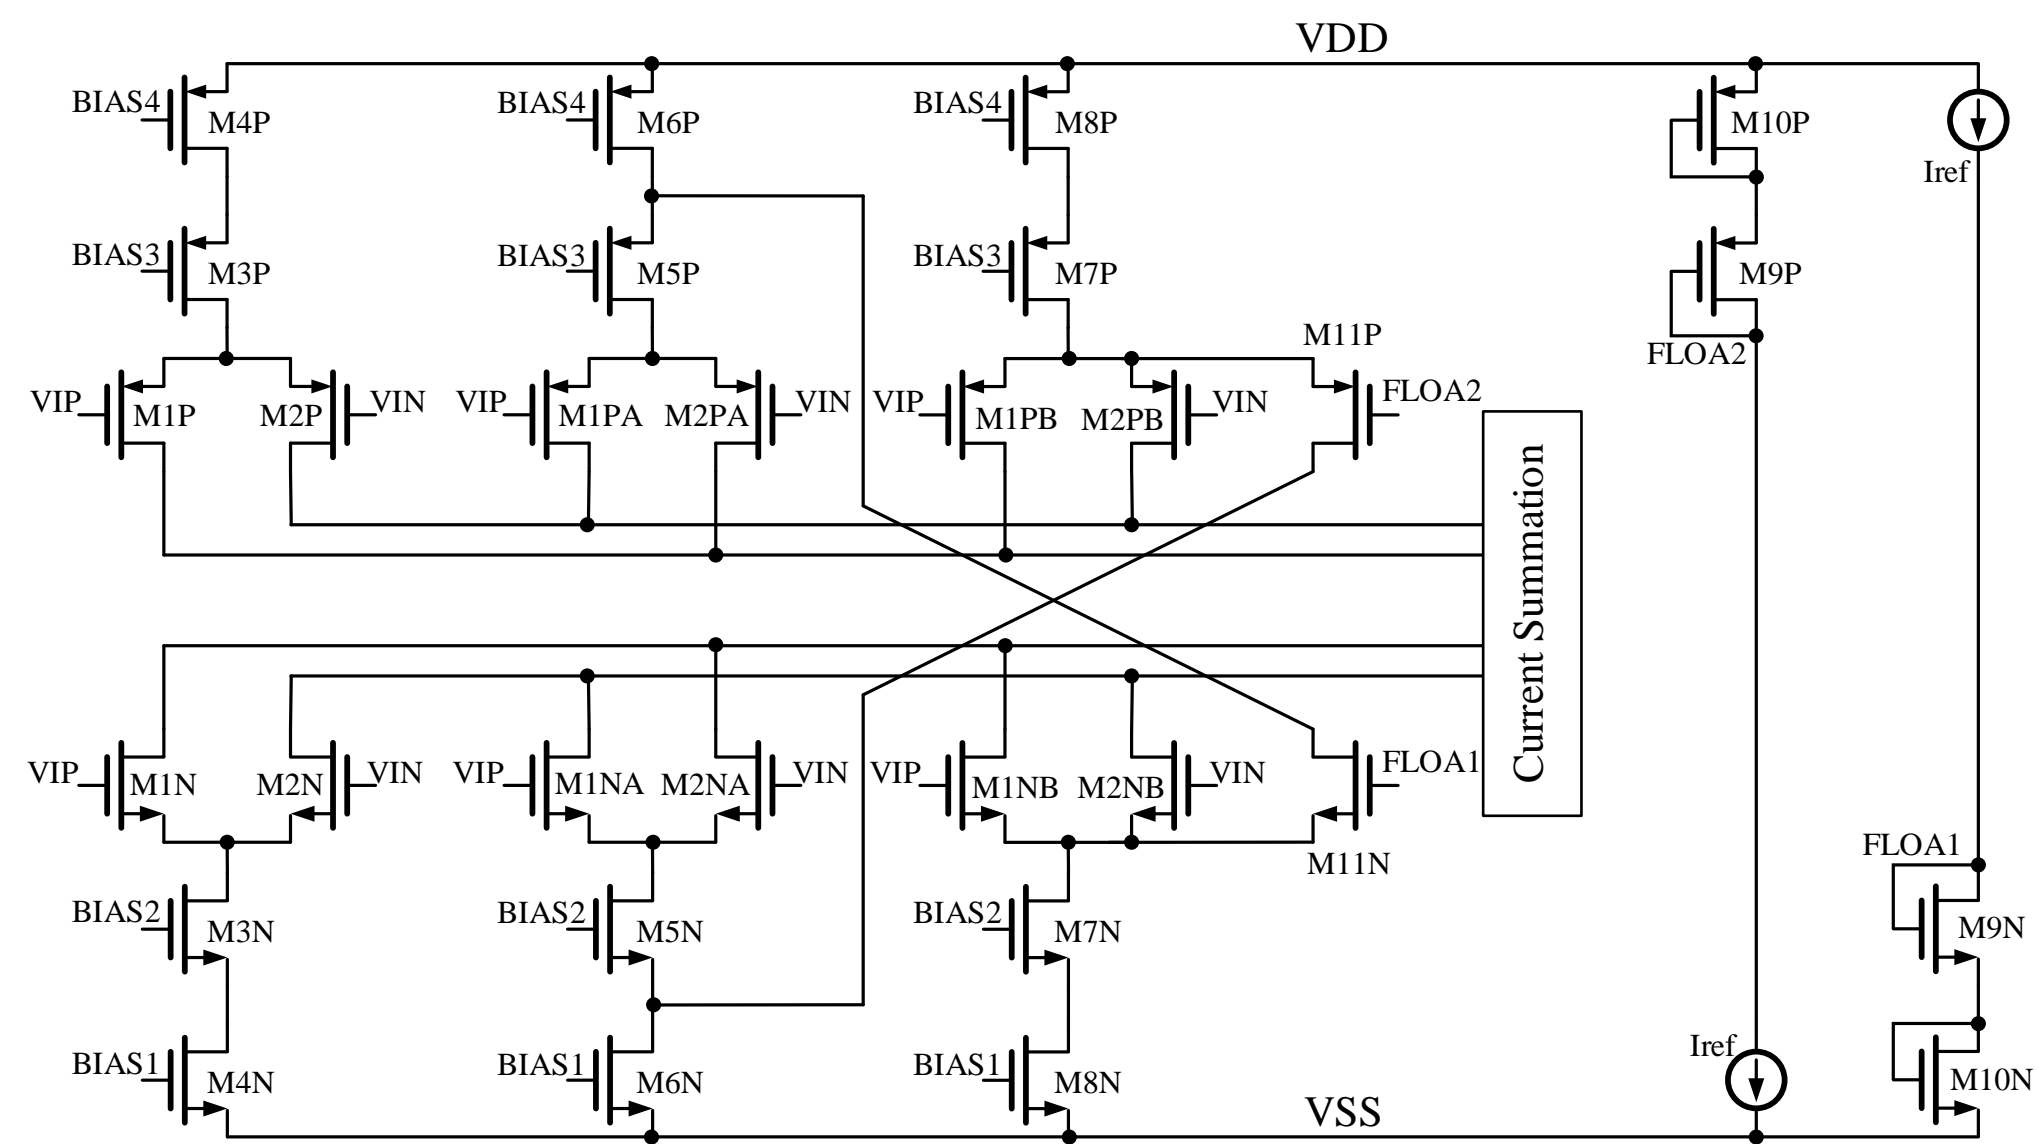 VDD
BIAS4
M4P
BIAS4
M6P
BIAS4
M8P
M10P
Iref
BIAS3
M3P
BIAS3
M5P
BIAS3
M7P
M9P
FLOA2
M11P
VIP
M1P
M2P
VIN
VIP
M1PA
M2PA
VIN
VIP
M1PB
M2PB
VIN
FLOA2
Current Summation
VIP
M1N
M2N
VIN
VIP
M1NA
M2NA
VIN
VIP
M1NB
M2NB
VIN
FLOA1
M11N
FLOA1
BIAS2
M3N
BIAS2
M5N
BIAS2
M7N
M9N
BIAS1
M4N
BIAS1
M6N
BIAS1
M8N
Iref
M10N
VSS